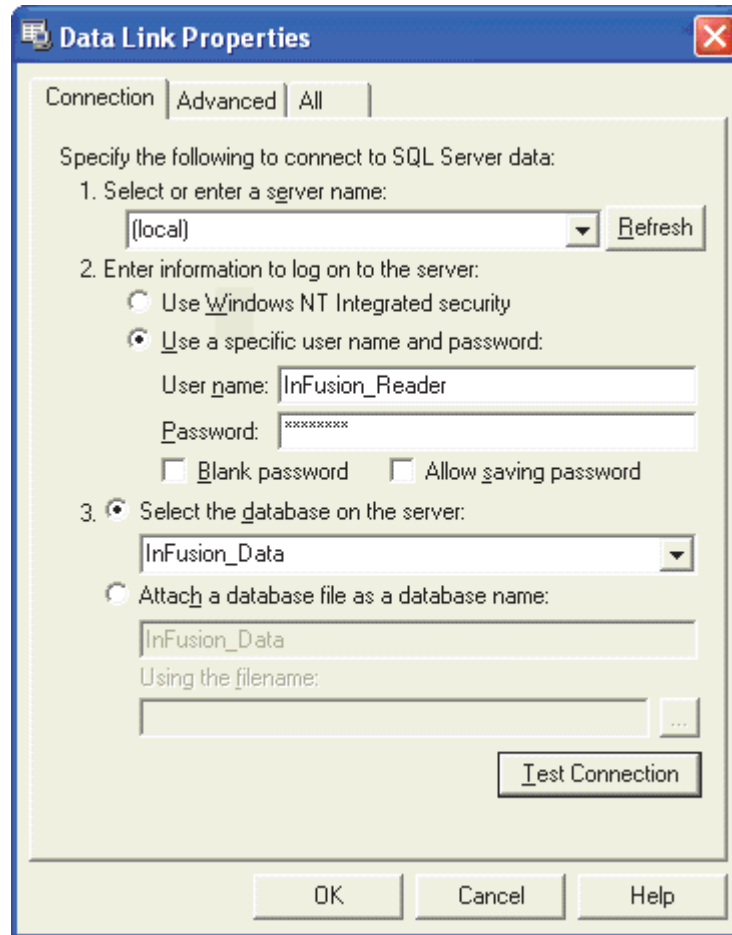 Data Link Properties
Connection Advanced All
Specify the following to connect to SQL Server data:
1. Select or enter a server name:
(local) Refresh
2. Enter information to log on to the server:
Use Windows NT Integrated security
Use a specific user name and password:
User name: InFusion_Reader
Password: ********
Blank password Allow saving password
3. Select the database on the server:
InFusion_Data
Attach a database file as a database name:
InFusion_Data
Using the filename:
...
Test Connection
OK Cancel Help